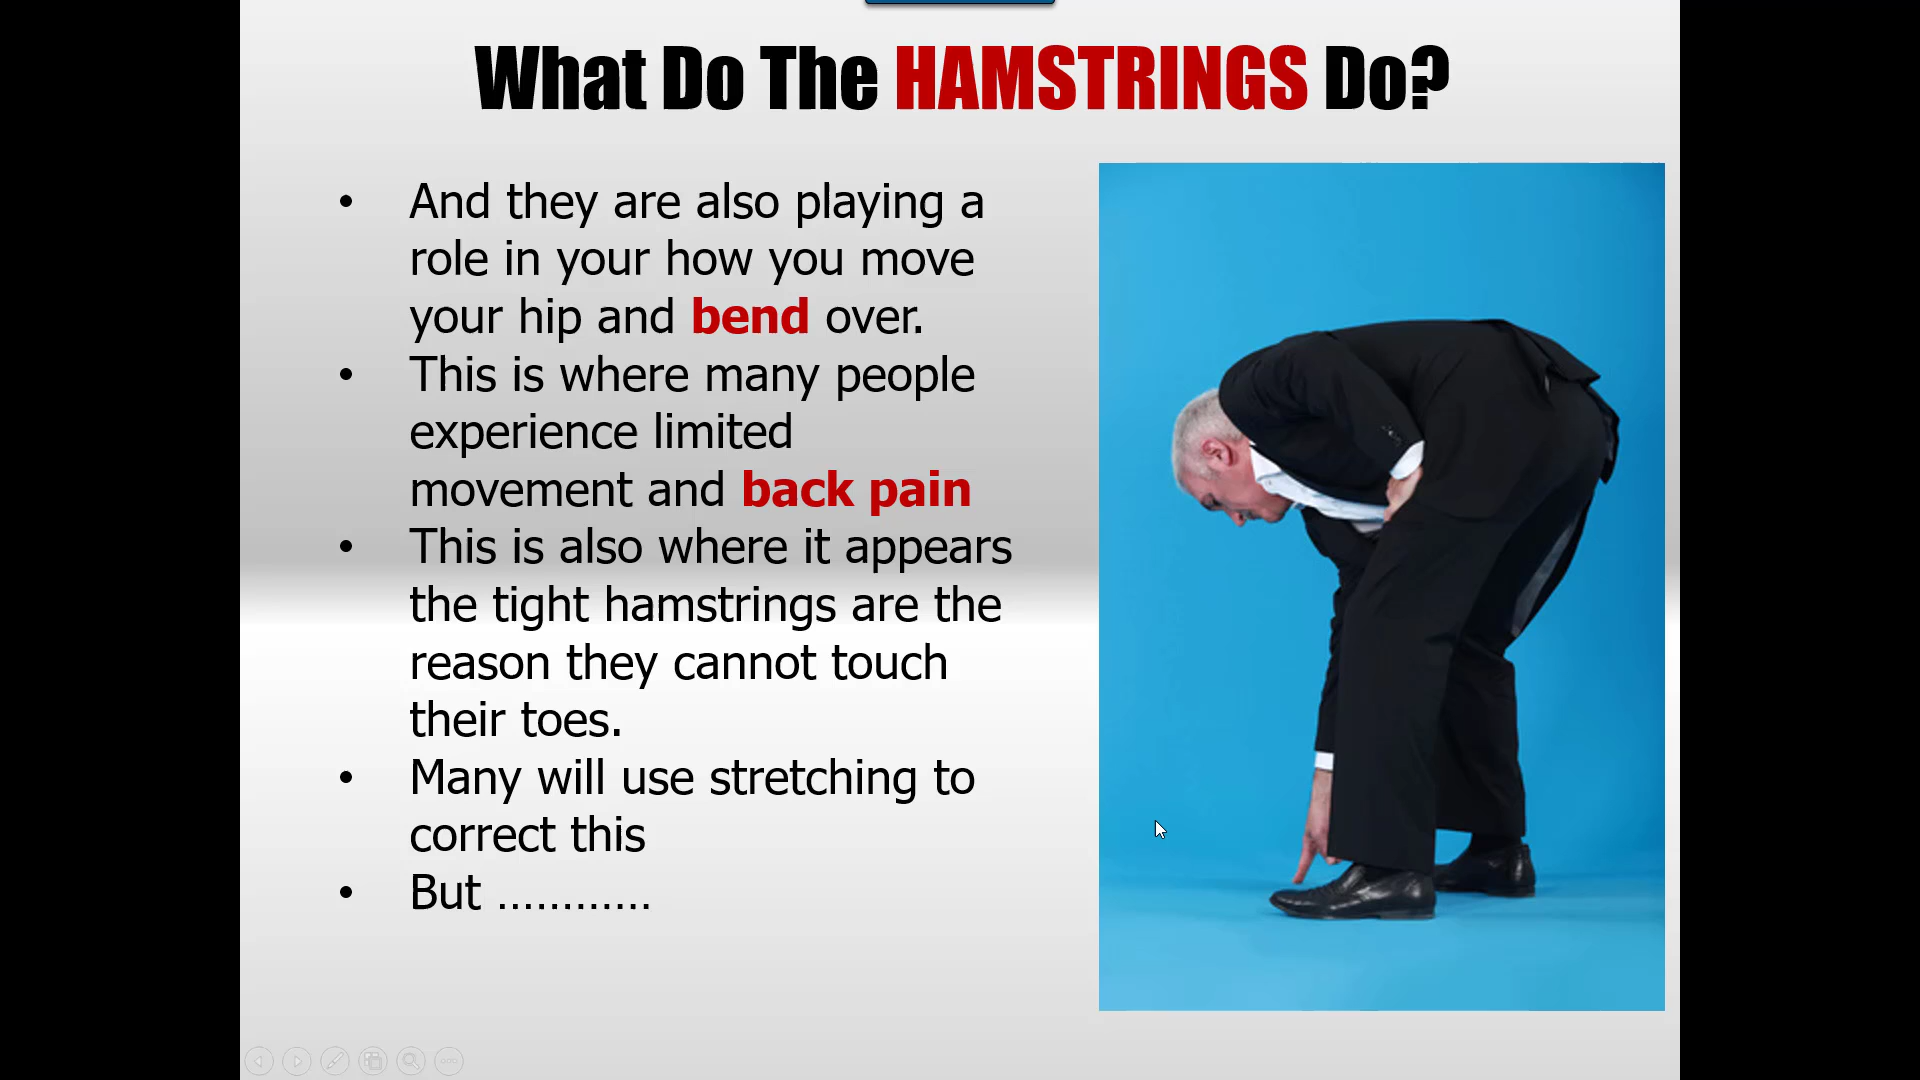 What Do The HAMSTRINGS Do?
• And they are also playing a
role in your how you move
your hip and bend over.
• This is where many people
experience limited
movement and back pain
• This is also where it appears
the tight hamstrings are the
reason they cannot touch
their toes.
• Many will use stretching to
correct this
• But …………